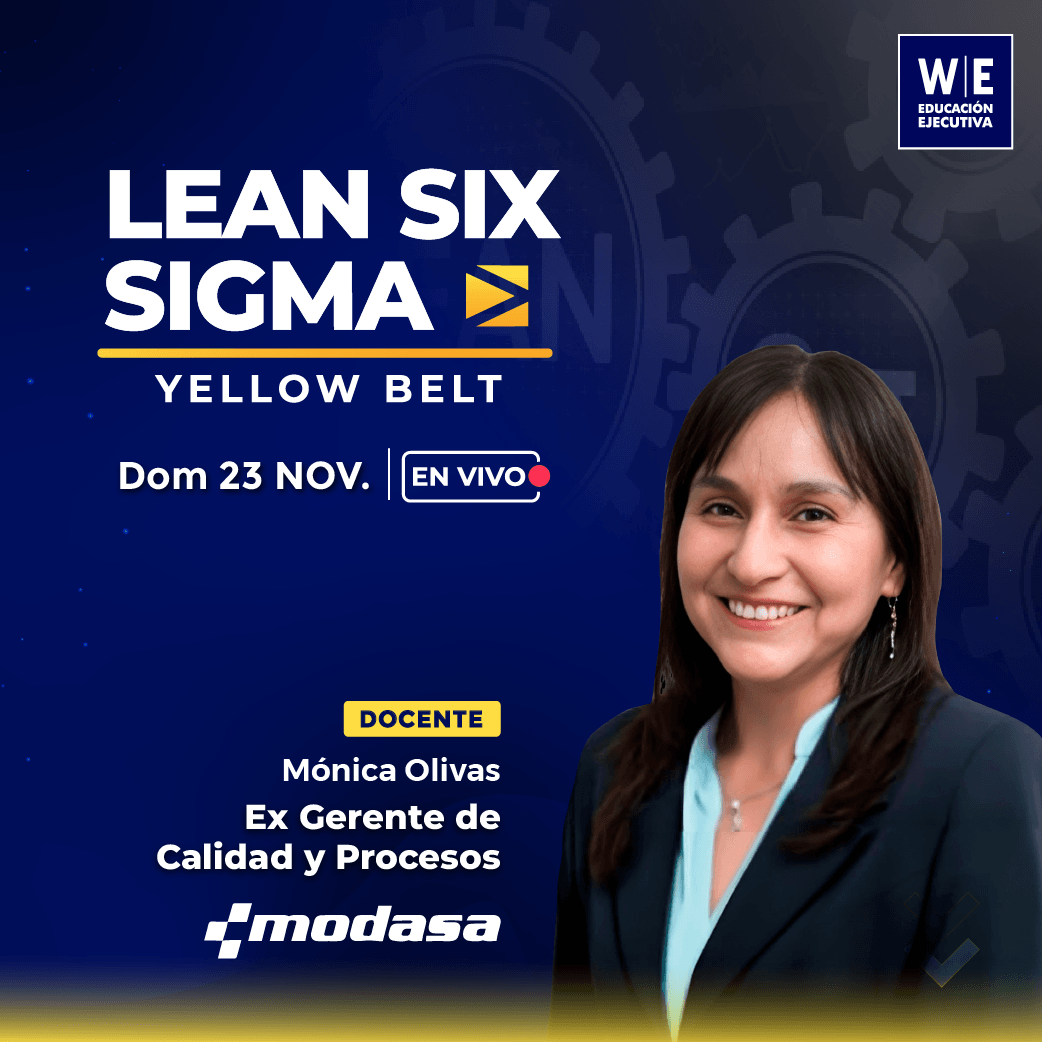 W|E
EDUCACIÓN
EJECUTIVA
LEAN SIX
SIGMA
YELLOW BELT
Dom 23 NOV. | EN VIVO
DOCENTE
Mónica Olivas
Ex Gerente de
Calidad y Procesos
modasa